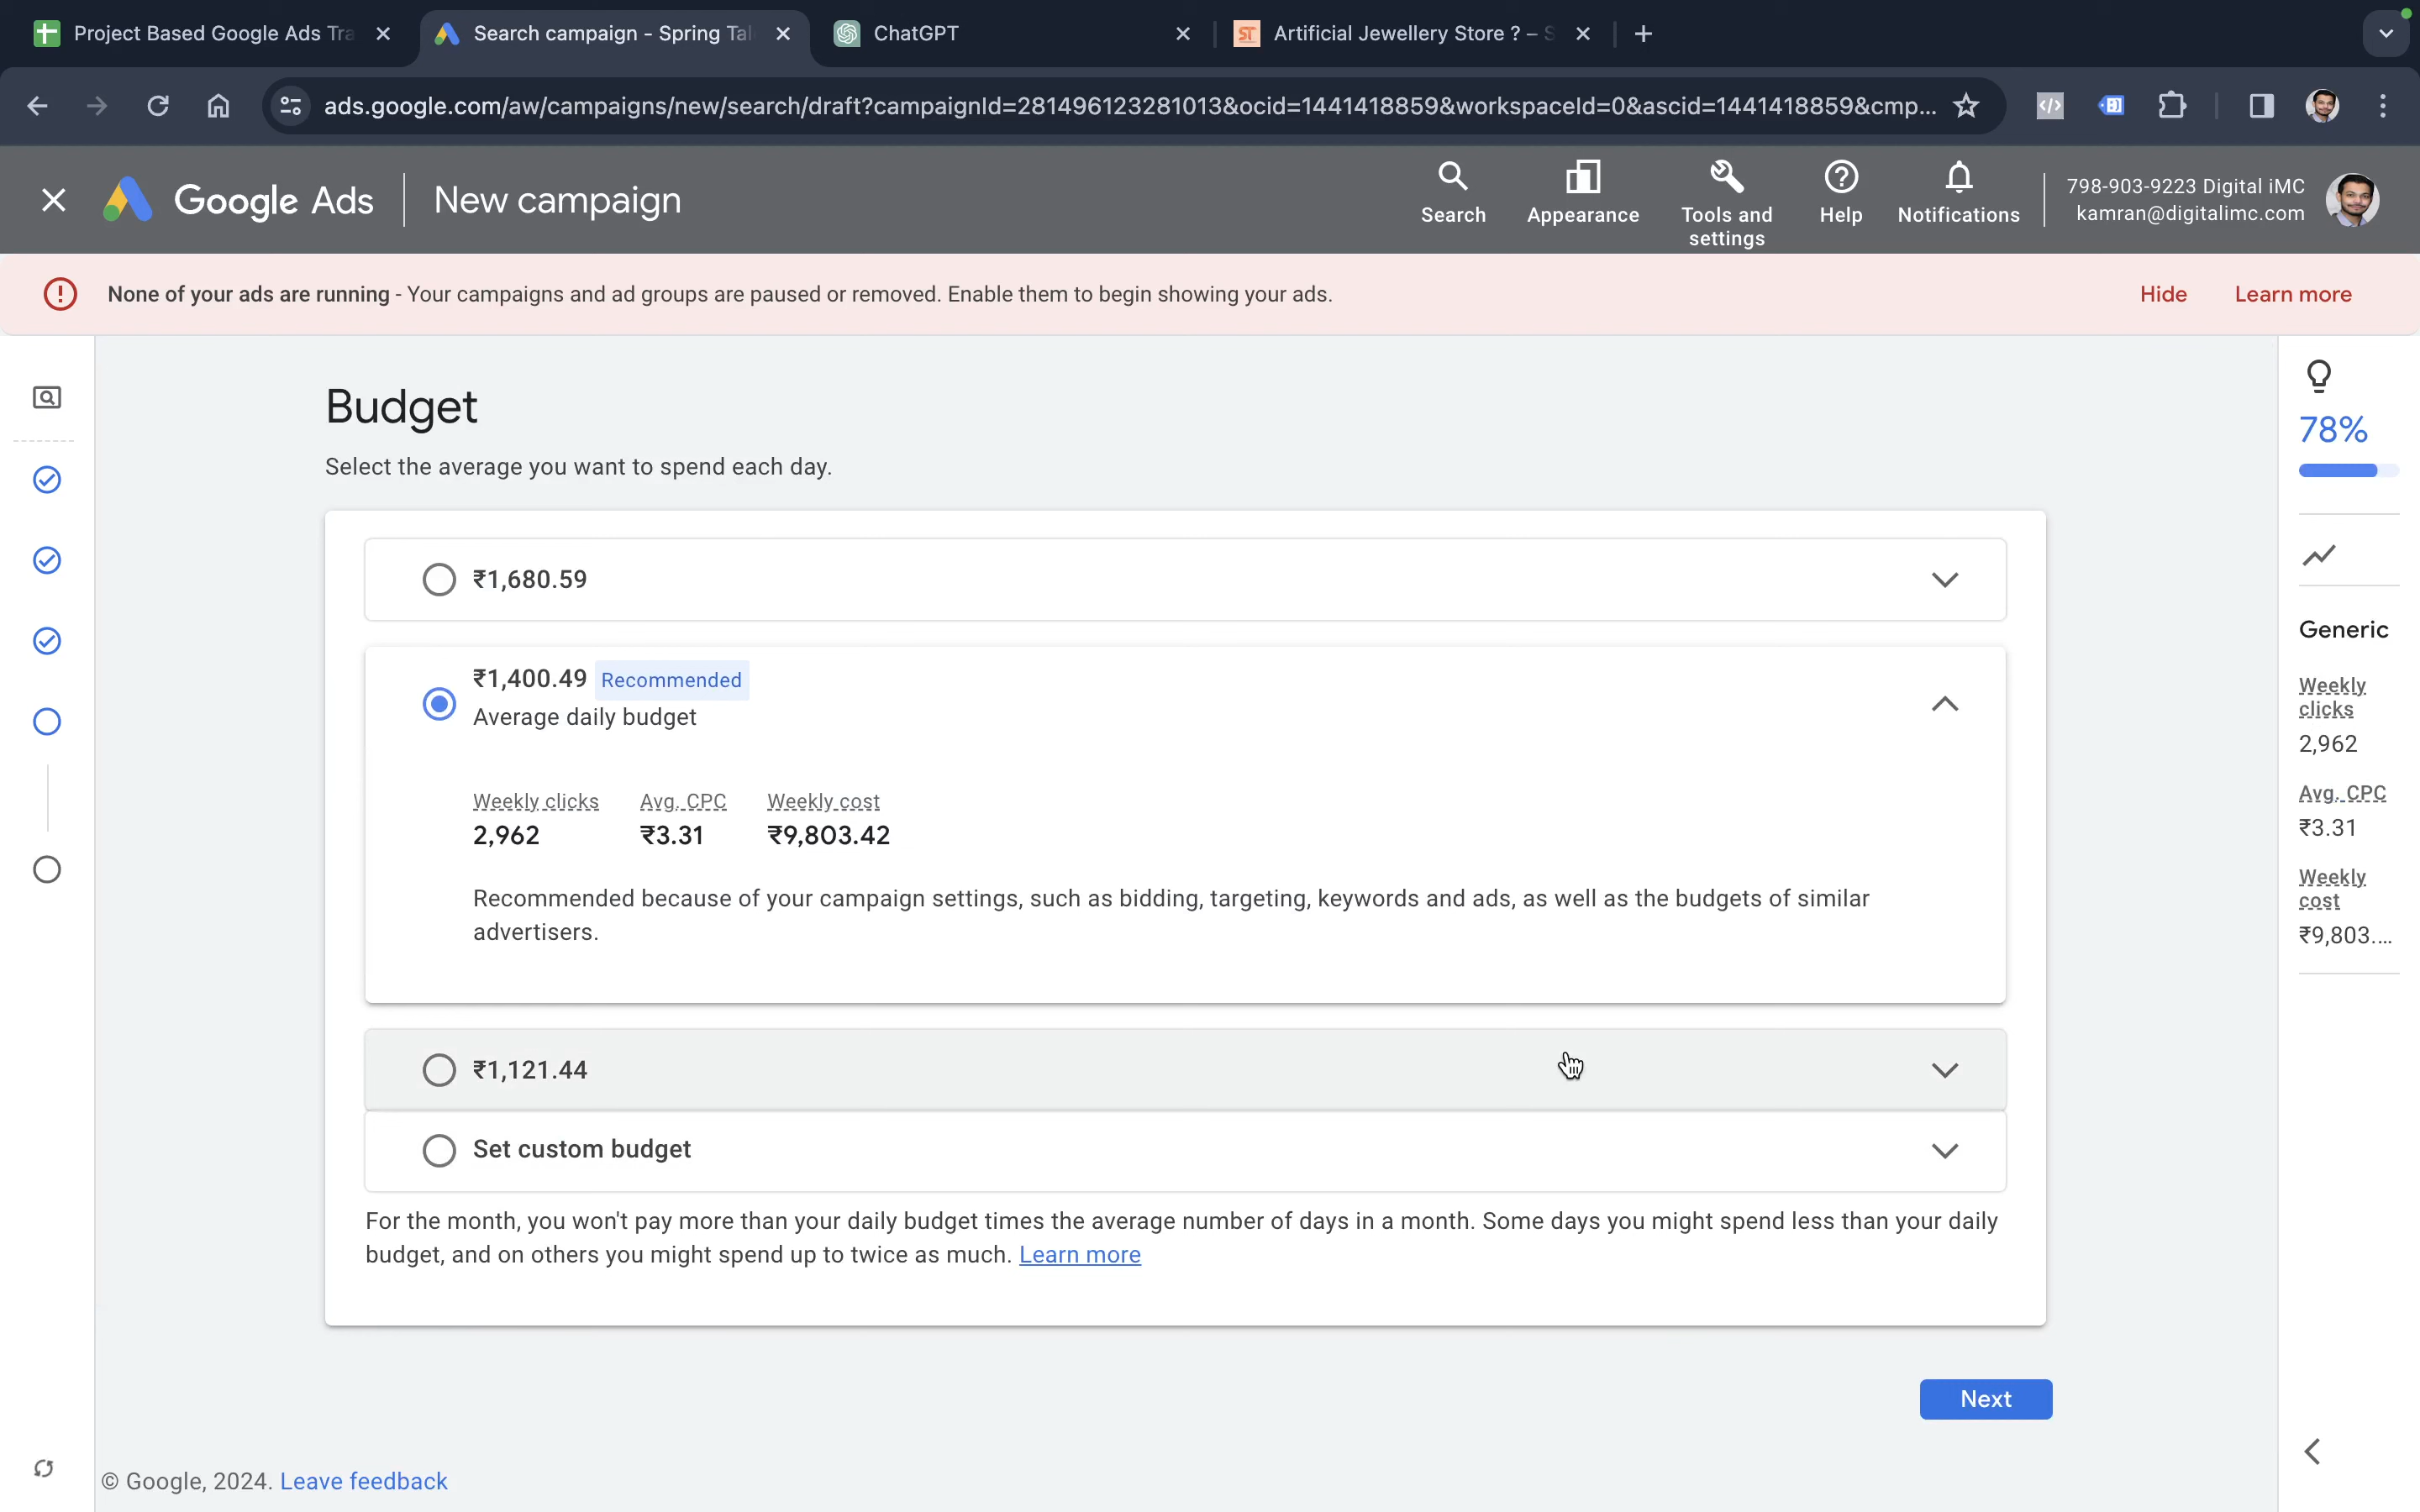 Project Based Google Ads Tra
Search campaign - Spring Tal
ChatGPT
ST
Artificial Jewellery Store ? – S
ads.google.com/aw/campaigns/new/search/draft?campaignId=281496123281013&ocid=1441418859&workspaceId=0&ascid=1441418859&cmp...
Google Ads
New campaign
Search
Appearance
Tools and
settings
Help
Notifications
798-903-9223 Digital iMC
kamran@digitalimc.com
None of your ads are running - Your campaigns and ad groups are paused or removed. Enable them to begin showing your ads.
Hide
Learn more
Budget
Select the average you want to spend each day.
₹1,680.59
₹1,400.49 Recommended
Average daily budget
Weekly clicks
Avg. CPC
Weekly cost
2,962
₹3.31
₹9,803.42
Recommended because of your campaign settings, such as bidding, targeting, keywords and ads, as well as the budgets of similar
advertisers.
₹1,121.44
Set custom budget
For the month, you won't pay more than your daily budget times the average number of days in a month. Some days you might spend less than your daily
budget, and on others you might spend up to twice as much. Learn more
Next
78%
Generic
Weekly
clicks
2,962
Avg. CPC
₹3.31
Weekly
cost
₹9,803....
© Google, 2024. Leave feedback